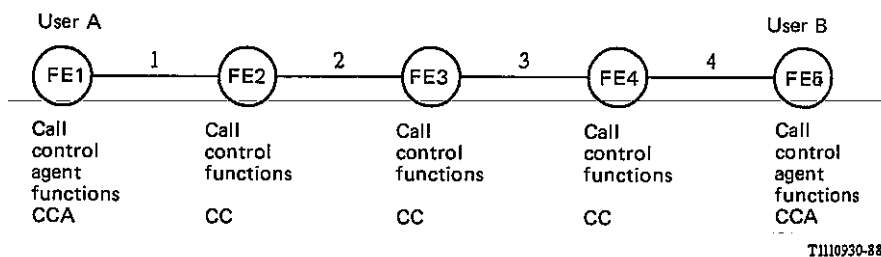 User A
User B
1
2
3
4
FE1
FE2
FE3
FE4
FE5
Call
control
agent
functions
CCA
Call
control
functions
CC
Call
control
functions
CC
Call
control
functions
CC
Call
control
agent
functions
CCA
T1110930-88